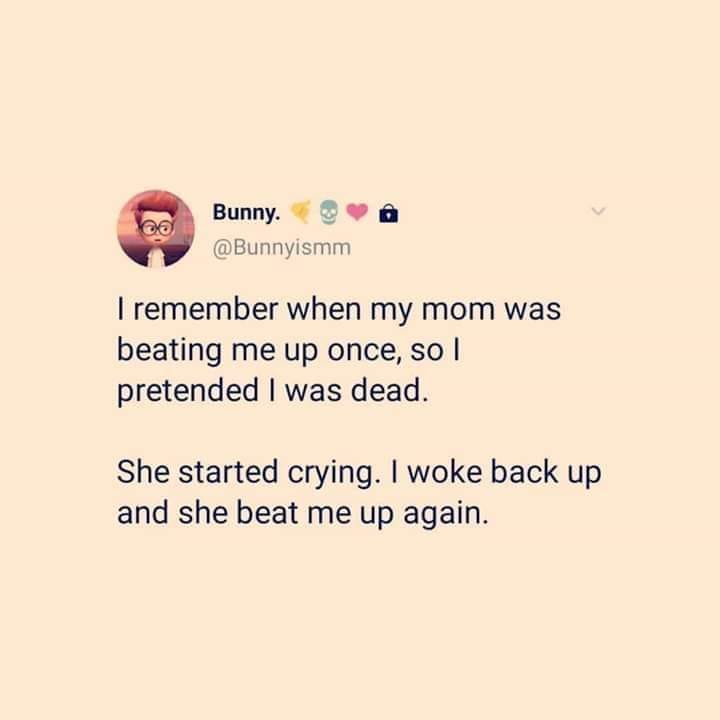 Bunny. 🤙💀❤ 🔒
@Bunnyismm
I remember when my mom was
beating me up once, so I
pretended I was dead.
She started crying. I woke back up
and she beat me up again.